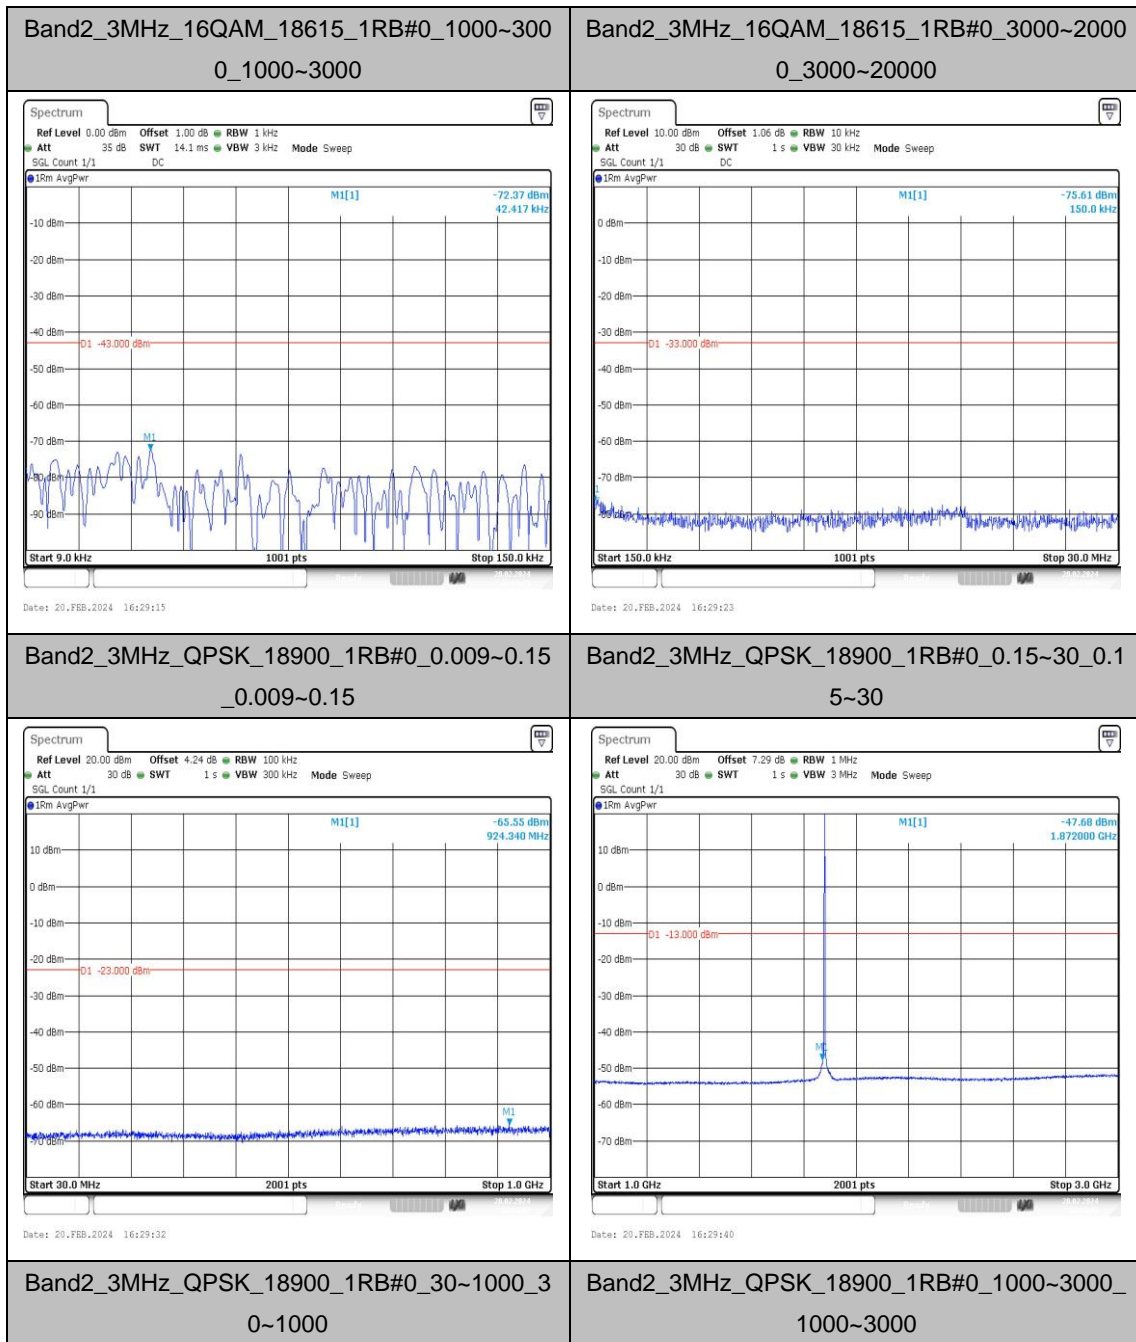 Band2_3MHz_16QAM_18615_1RB#0_1000~300
0_1000~3000
Band2_3MHz_16QAM_18615_1RB#0_3000~2000
0_3000~20000
Spectrum
Ref Level 0.00 dBm Offset 1.00 dB RBW 1 kHz
Att 35 dB SWT 14.1 ms VBW 3 kHz Mode Sweep
SGL Count 1/1 DC
1Rm AvgPwr
M1[1] -72.37 dBm
42.417 kHz
-10 dBm
-20 dBm
-30 dBm
-40 dBm
D1 -43.000 dBm
-50 dBm
-60 dBm
-70 dBm
M1
-80 dBm
-90 dBm
Start 9.0 kHz 1001 pts Stop 150.0 kHz
Date: 20.FEB.2024 16:29:15
Spectrum
Ref Level 10.00 dBm Offset 1.06 dB RBW 10 kHz
Att 30 dB SWT 1 s VBW 30 kHz Mode Sweep
SGL Count 1/1 DC
1Rm AvgPwr
M1[1] -75.61 dBm
150.0 kHz
0 dBm
-10 dBm
-20 dBm
-30 dBm
D1 -33.000 dBm
-40 dBm
-50 dBm
-60 dBm
-70 dBm
-80 dBm
Start 150.0 kHz 1001 pts Stop 30.0 MHz
Date: 20.FEB.2024 16:29:23
Band2_3MHz_QPSK_18900_1RB#0_0.009~0.15
_0.009~0.15
Band2_3MHz_QPSK_18900_1RB#0_0.15~30_0.1
5~30
Spectrum
Ref Level 20.00 dBm Offset 4.24 dB RBW 100 kHz
Att 30 dB SWT 1 s VBW 300 kHz Mode Sweep
SGL Count 1/1
1Rm AvgPwr
M1[1] -65.55 dBm
924.340 MHz
10 dBm
0 dBm
-10 dBm
-20 dBm
D1 -23.000 dBm
-30 dBm
-40 dBm
-50 dBm
-60 dBm
M1
-70 dBm
Start 30.0 MHz 2001 pts Stop 1.0 GHz
Date: 20.FEB.2024 16:29:32
Spectrum
Ref Level 20.00 dBm Offset 7.29 dB RBW 1 MHz
Att 30 dB SWT 1 s VBW 3 MHz Mode Sweep
SGL Count 1/1
1Rm AvgPwr
M1[1] -47.68 dBm
1.872000 GHz
10 dBm
0 dBm
-10 dBm
D1 -13.000 dBm
-20 dBm
-30 dBm
-40 dBm
M1
-50 dBm
-60 dBm
-70 dBm
Start 1.0 GHz 2001 pts Stop 3.0 GHz
Date: 20.FEB.2024 16:29:40
Band2_3MHz_QPSK_18900_1RB#0_30~1000_3
0~1000
Band2_3MHz_QPSK_18900_1RB#0_1000~3000_
1000~3000